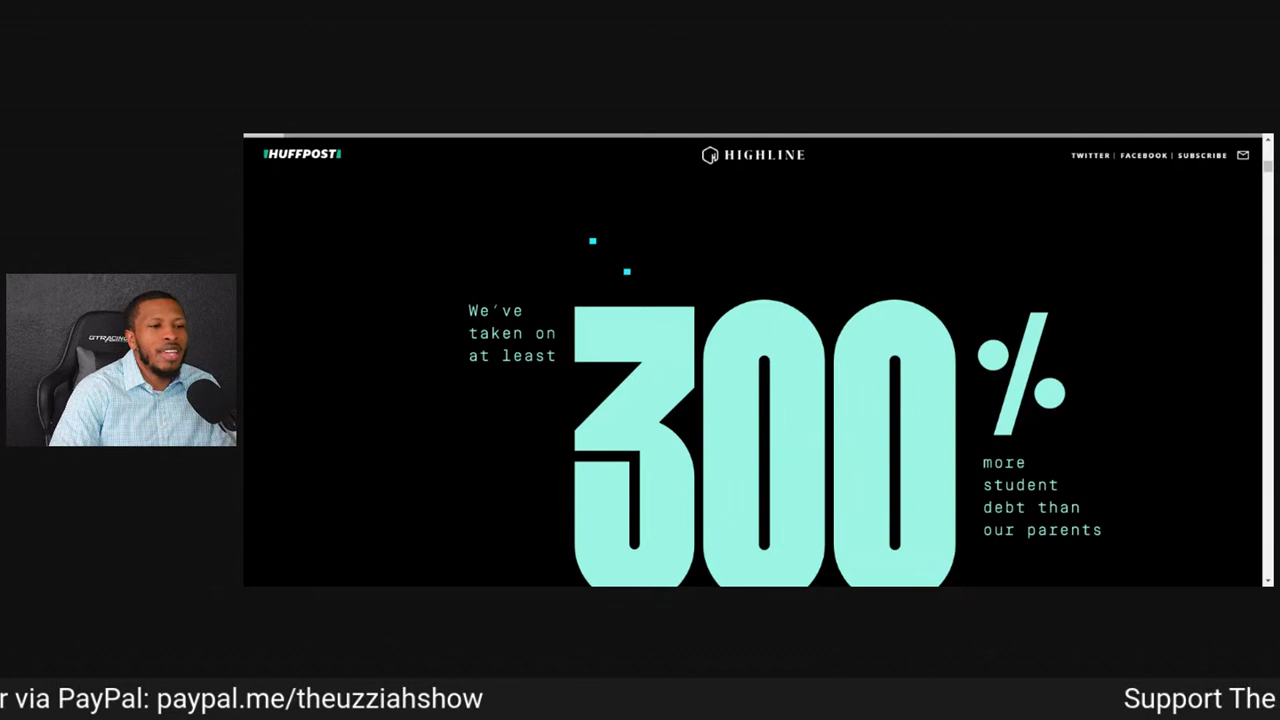 HUFFPOST
HIGHLINE
TWITTER | FACEBOOK | SUBSCRIBE
We've
taken on
at least
300%
more
student
debt than
our parents
GTRACING
r via PayPal: paypal.me/theuzziahshow
Support The